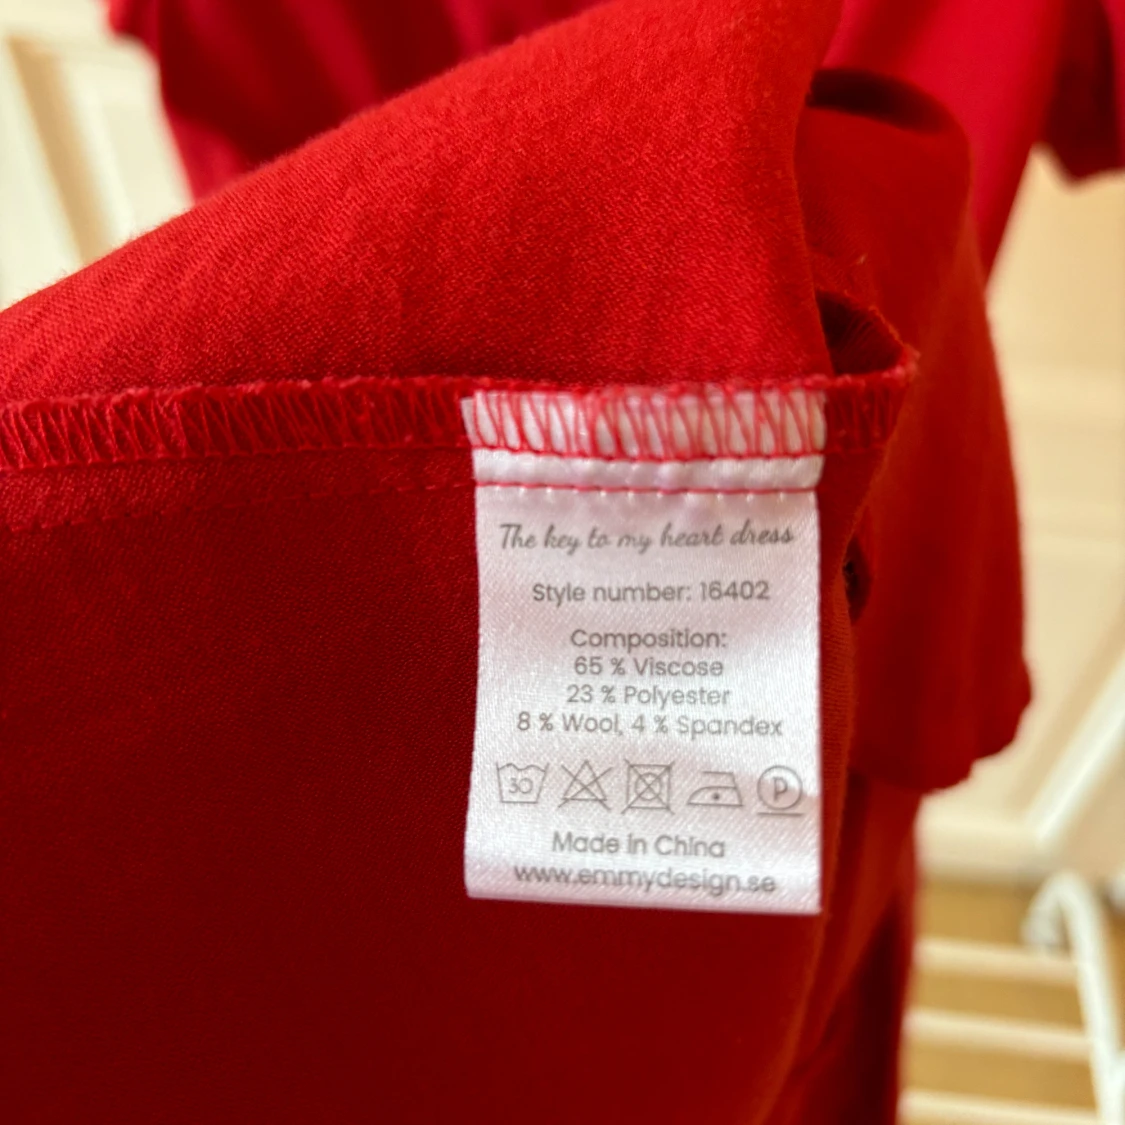 The key to my heart dress
Style number: 16402
Composition:
65 % Viscose
23 % Polyester
8 % Wool, 4 % Spandex
30 P
Made in China
www.emmydesign.se